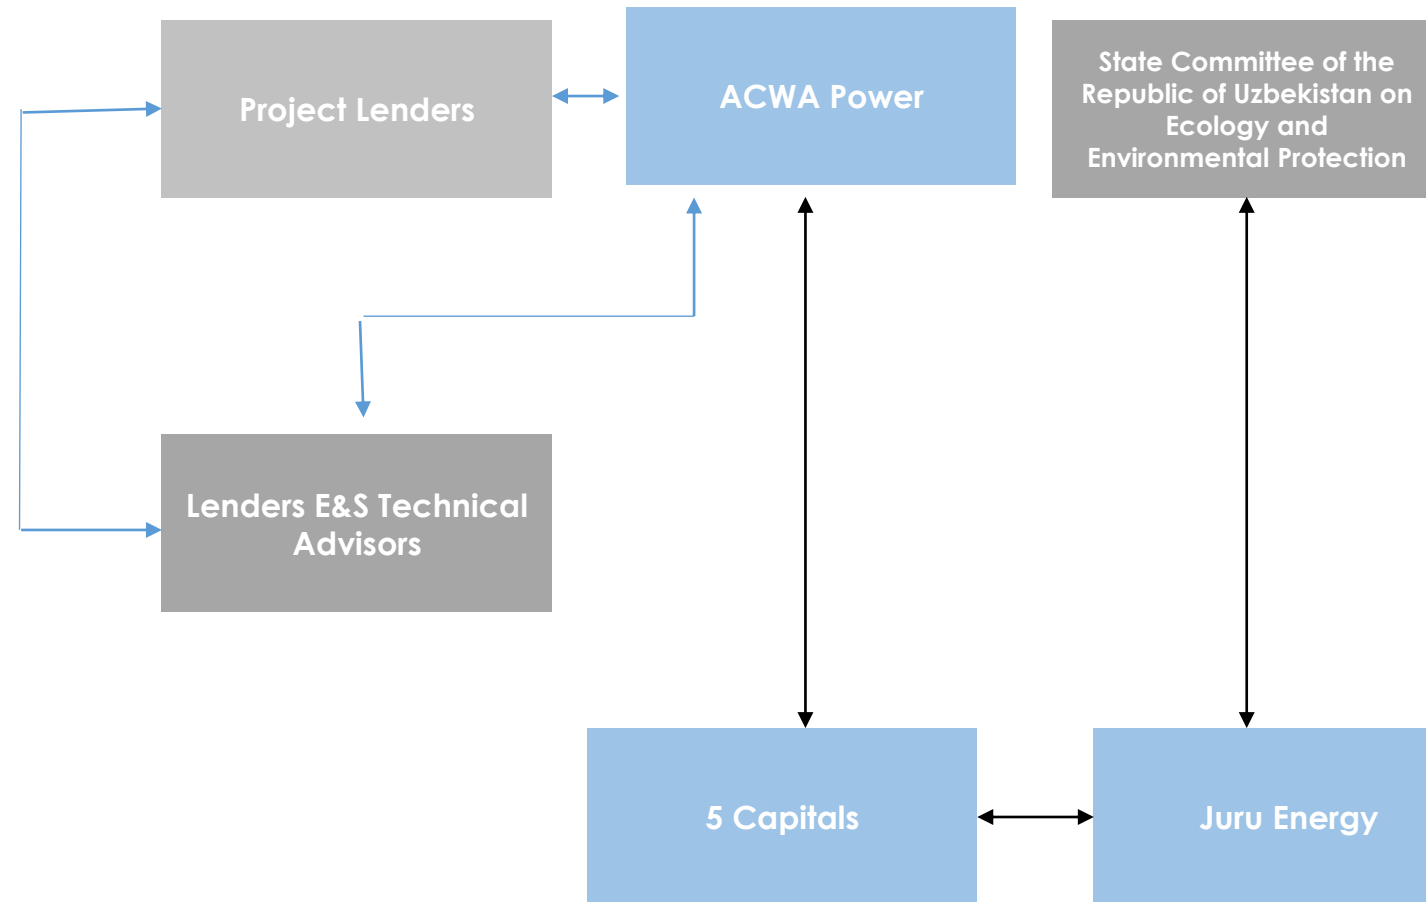 Project Lenders
ACWA Power
State Committee of the
Republic of Uzbekistan on
Ecology and
Environmental Protection
Lenders E&S Technical
Advisors
5 Capitals
Juru Energy